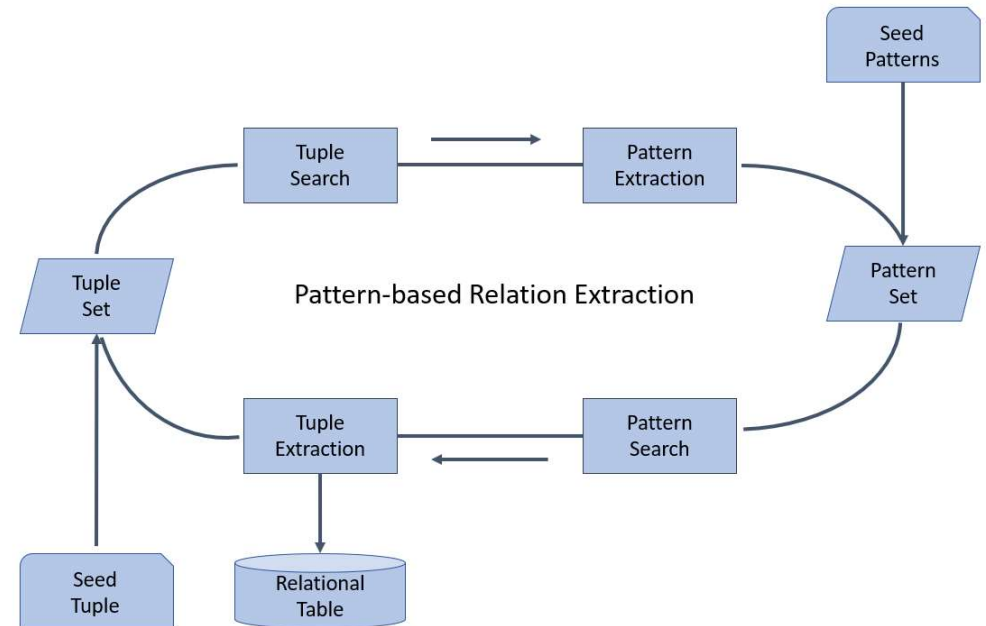 Seed
Patterns
Tuple
Search
Pattern
Extraction
Tuple
Set
Pattern-based Relation Extraction
Pattern
Set
Tuple
Extraction
Pattern
Search
Seed
Tuple
Relational
Table